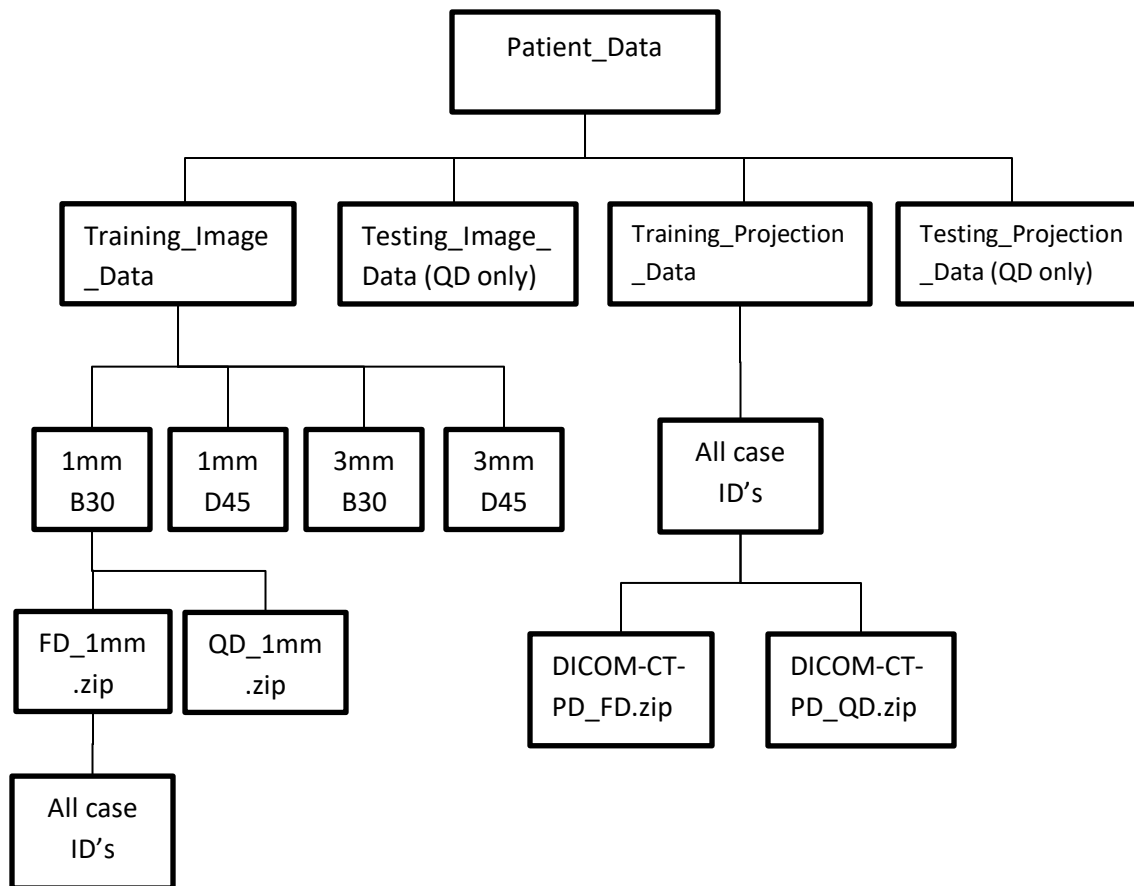 Patient_Data
Training_Image
_Data
Testing_Image_
Data (QD only)
Training_Projection
_Data
Testing_Projection
_Data (QD only)
1mm
B30
1mm
D45
3mm
B30
3mm
D45
All case
ID’s
FD_1mm
.zip
QD_1mm
.zip
DICOM-CT-
PD_FD.zip
DICOM-CT-
PD_QD.zip
All case
ID’s